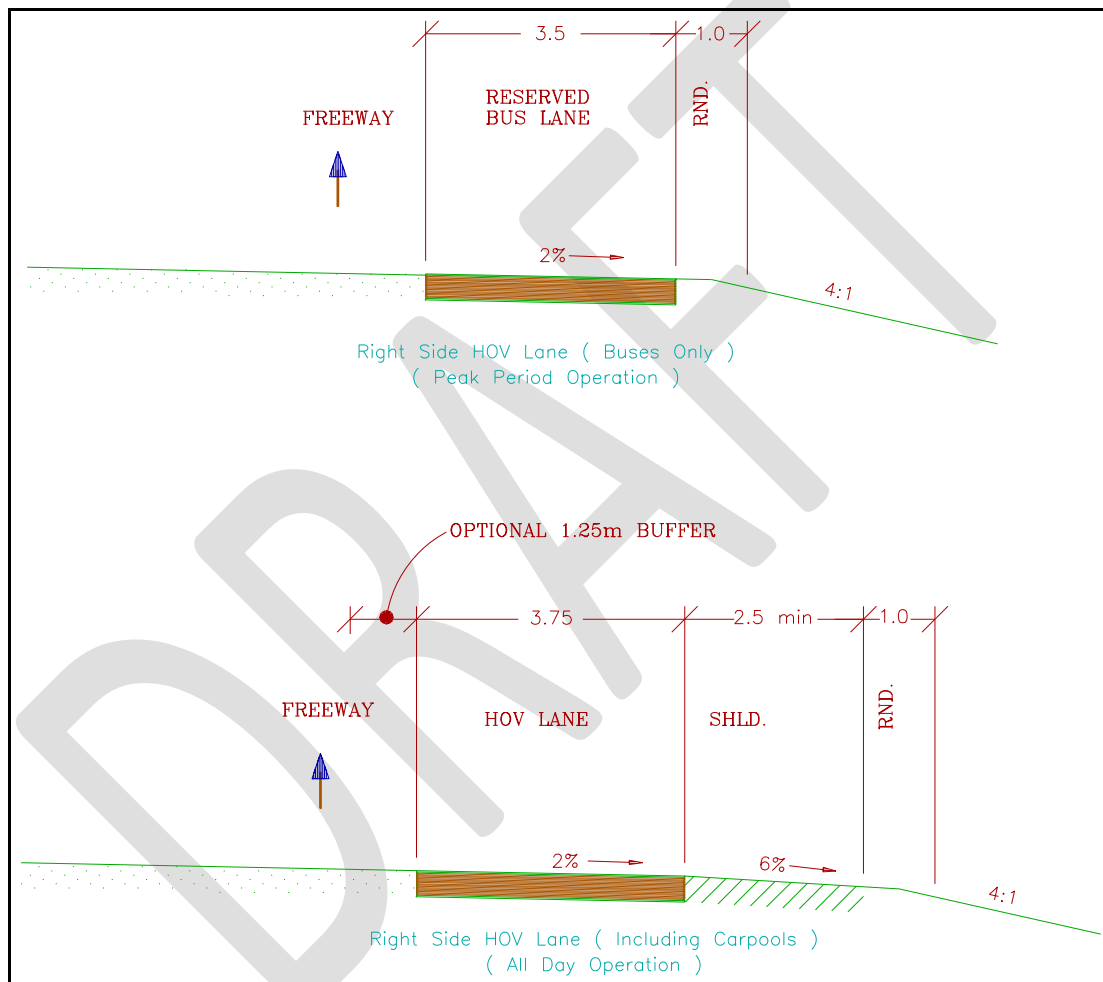 3.5
1.0
RESERVED
BUS LANE
FREEWAY
RND.
2%
4:1
Right Side HOV Lane ( Buses Only )
( Peak Period Operation )
OPTIONAL 1.25m BUFFER
3.75
2.5 min
1.0
FREEWAY
HOV LANE
SHLD.
RND.
2%
6%
4:1
Right Side HOV Lane ( Including Carpools )
( All Day Operation )
DRAFT